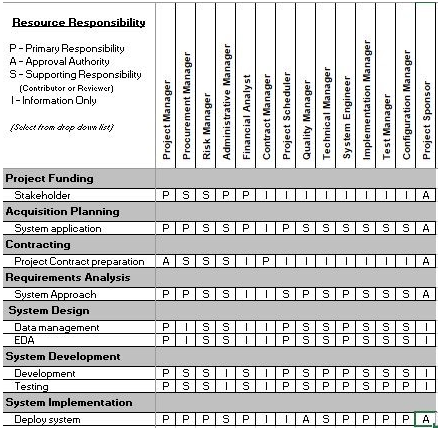 Resource Responsibility
P - Primary Responsibility
A - Approval Authority
S - Supporting Responsibility
(Contributor or Reviewer)
I - Information Only
(Select from drop down list)
Project Manager
Procurement Manager
Risk Manager
Administrative Manager
Financial Analyst
Contract Manager
Project Scheduler
Quality Manager
Technical Manager
System Engineer
Implementation Manager
Test Manager
Configuration Manager
Project Sponsor
Project Funding
Stakeholder P S S P P I I I I I I I I A
Acquisition Planning
System application P P S S P I P S S S S S S A
Contracting
Project Contract preparation A S S S I P I I I I I I I A
Requirements Analysis
System Approach P P S S I I S P S P S S S A
System Design
Data management P I S S I I P S S P S S S I
EDA P I S S I I P S S P S S S I
System Development
Development P S S I S I P S P P S S S I
Testing P S S I S I P S P P S P S I
System Implementation
Deploy system P P P S P I I A S P P P P A